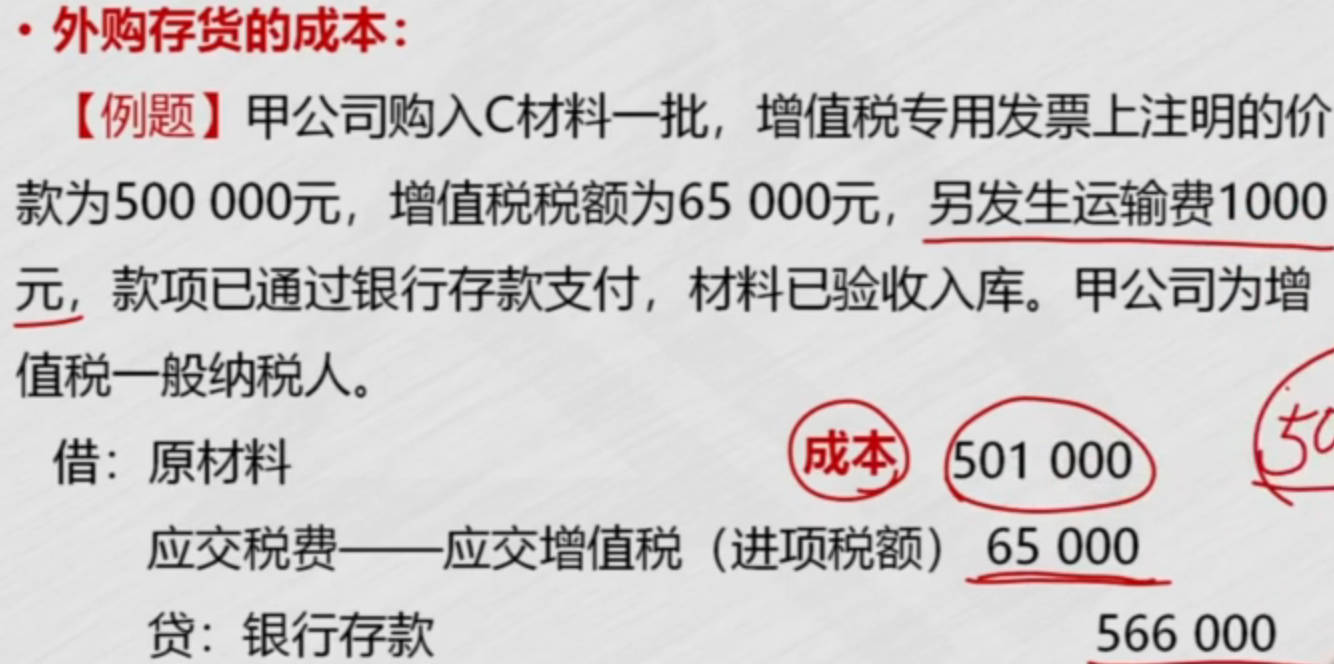 • 外购存货的成本：
【例题】甲公司购入C材料一批，增值税专用发票上注明的价
款为500 000元，增值税税额为65 000元，另发生运输费1000
元，款项已通过银行存款支付，材料已验收入库。甲公司为增
值税一般纳税人。
借：原材料 成本 501 000 50
应交税费——应交增值税（进项税额） 65 000
贷：银行存款 566 000